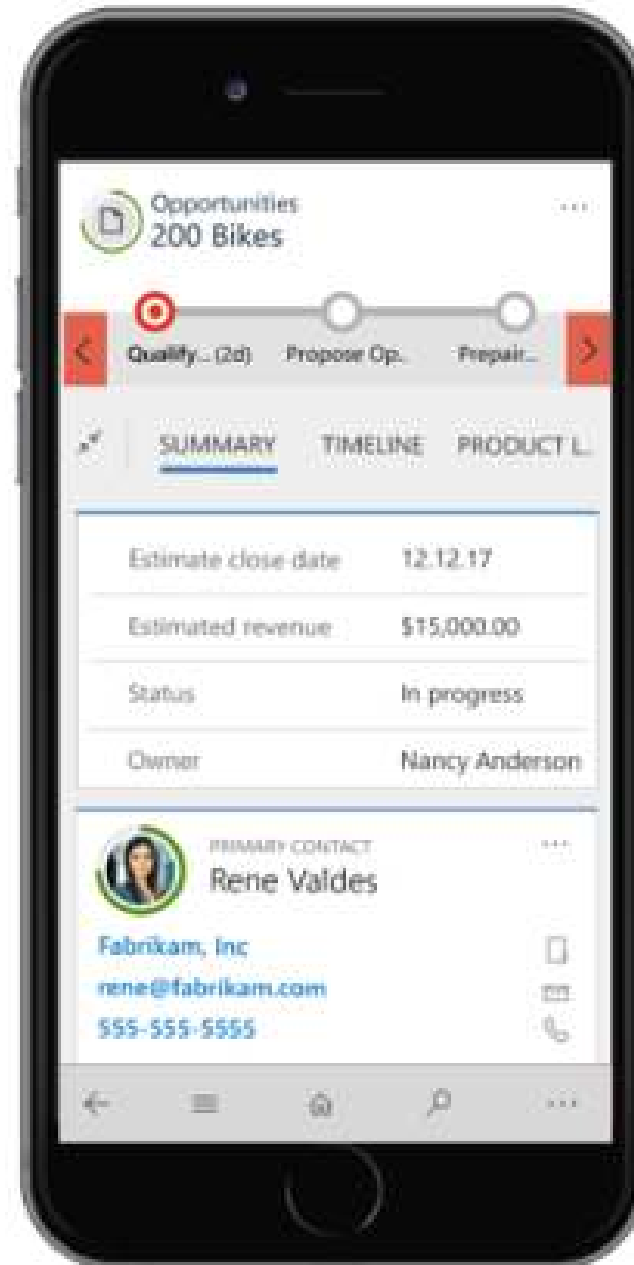 Opportunities
200 Bikes
Qualify... (2d) Propose Op.. Prepair...
SUMMARY TIMELINE PRODUCT L..
Estimate close date 12.12.17
Estimated revenue $15,000.00
Status In progress
Owner Nancy Anderson
PRIMARY CONTACT
Rene Valdes
Fabrikam, Inc
rene@fabrikam.com
555-555-5555